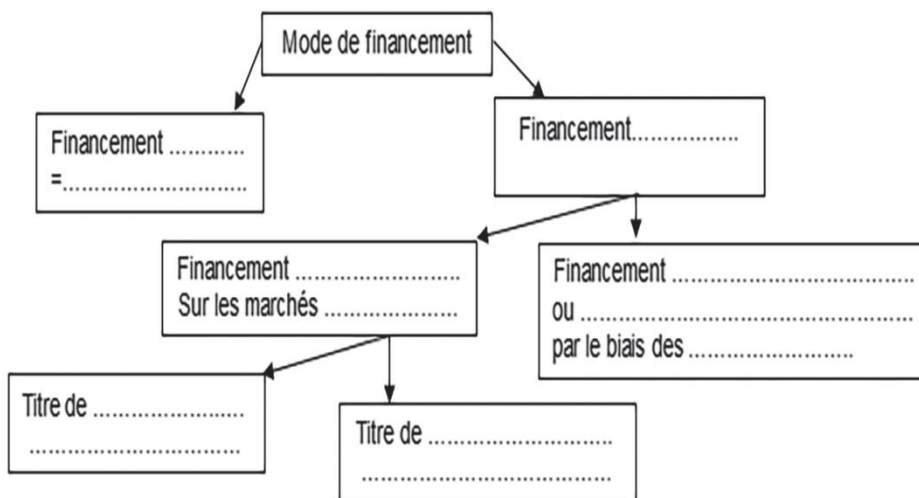 Mode de financement
Financement ............
=.............................
Financement.................
Financement ..........................
Sur les marchés .....................
Financement ......................................
ou .....................................................
par le biais des ..........................
Titre de ........................
..................................
Titre de .............................
........................................